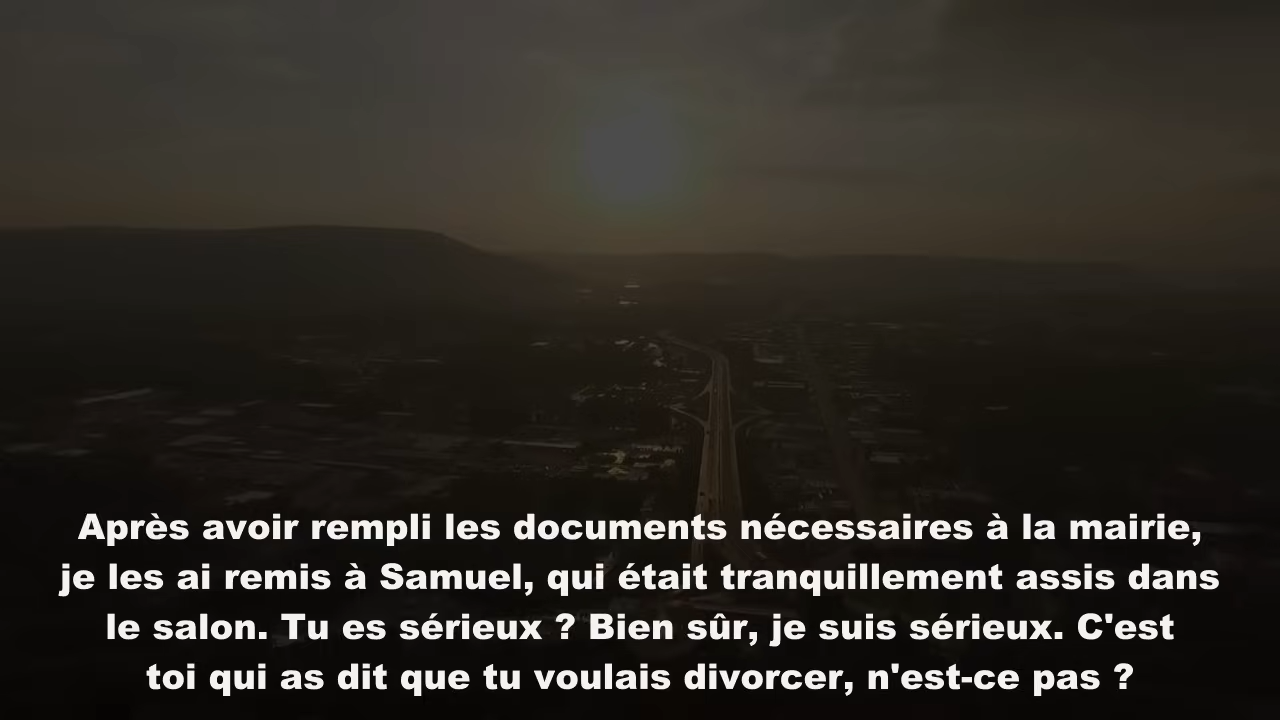 Après avoir rempli les documents nécessaires à la mairie,
je les ai remis à Samuel, qui était tranquillement assis dans
le salon. Tu es sérieux ? Bien sûr, je suis sérieux. C'est
toi qui as dit que tu voulais divorcer, n'est-ce pas ?